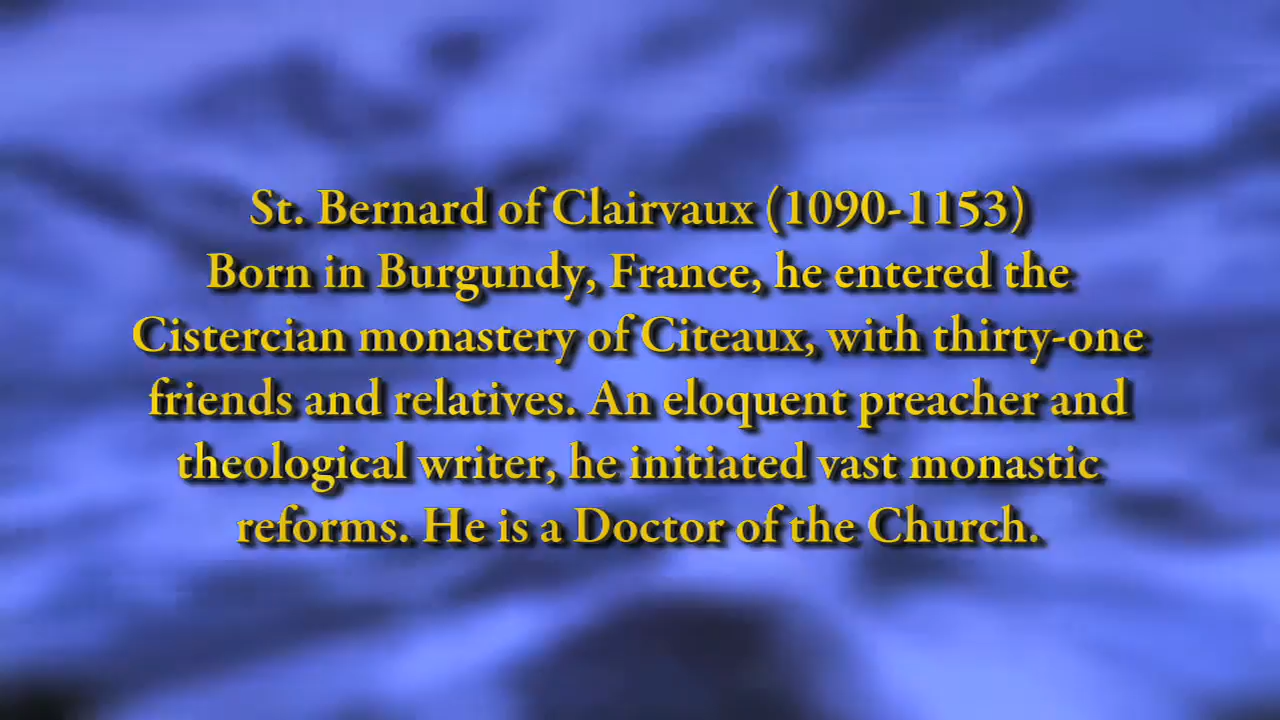 St. Bernard of Clairvaux (1090-1153)
Born in Burgundy, France, he entered the
Cistercian monastery of Citeaux, with thirty-one
friends and relatives. An eloquent preacher and
theological writer, he initiated vast monastic
reforms. He is a Doctor of the Church.